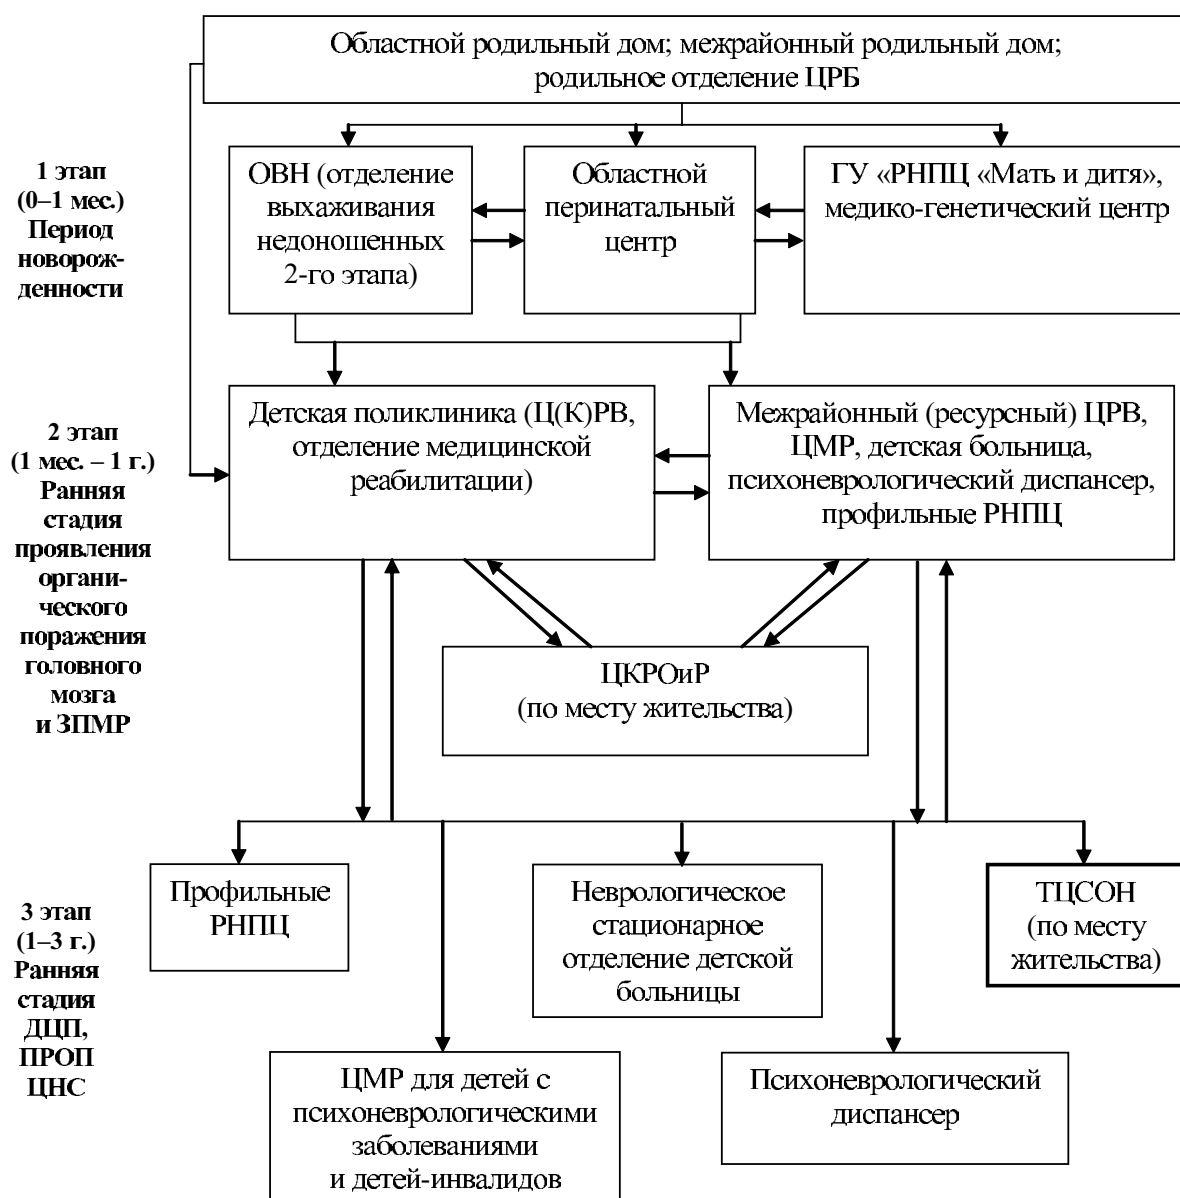 Областной родильный дом; межрайонный родильный дом;
родильное отделение ЦРБ
1 этап
(0–1 мес.)
Период
новорож-
денности
ОВН (отделение
выхаживания
недоношенных
2-го этапа)
Областной
перинатальный
центр
ГУ «РНПЦ «Мать и дитя»,
медико-генетический центр
2 этап
(1 мес. – 1 г.)
Ранняя
стадия
проявления
органи-
ческого
поражения
головного
мозга
и ЗПМР
Детская поликлиника (Ц(К)РВ,
отделение медицинской
реабилитации)
Межрайонный (ресурсный) ЦРВ,
ЦМР, детская больница,
психоневрологический диспансер,
профильные РНПЦ
ЦКРОиР
(по месту жительства)
3 этап
(1–3 г.)
Ранняя
стадия
ДЦП,
ПРОП
ЦНС
Профильные
РНПЦ
Неврологическое
стационарное
отделение детской
больницы
ТЦСОН
(по месту
жительства)
ЦМР для детей с
психоневрологическими
заболеваниями
и детей-инвалидов
Психоневрологический
диспансер